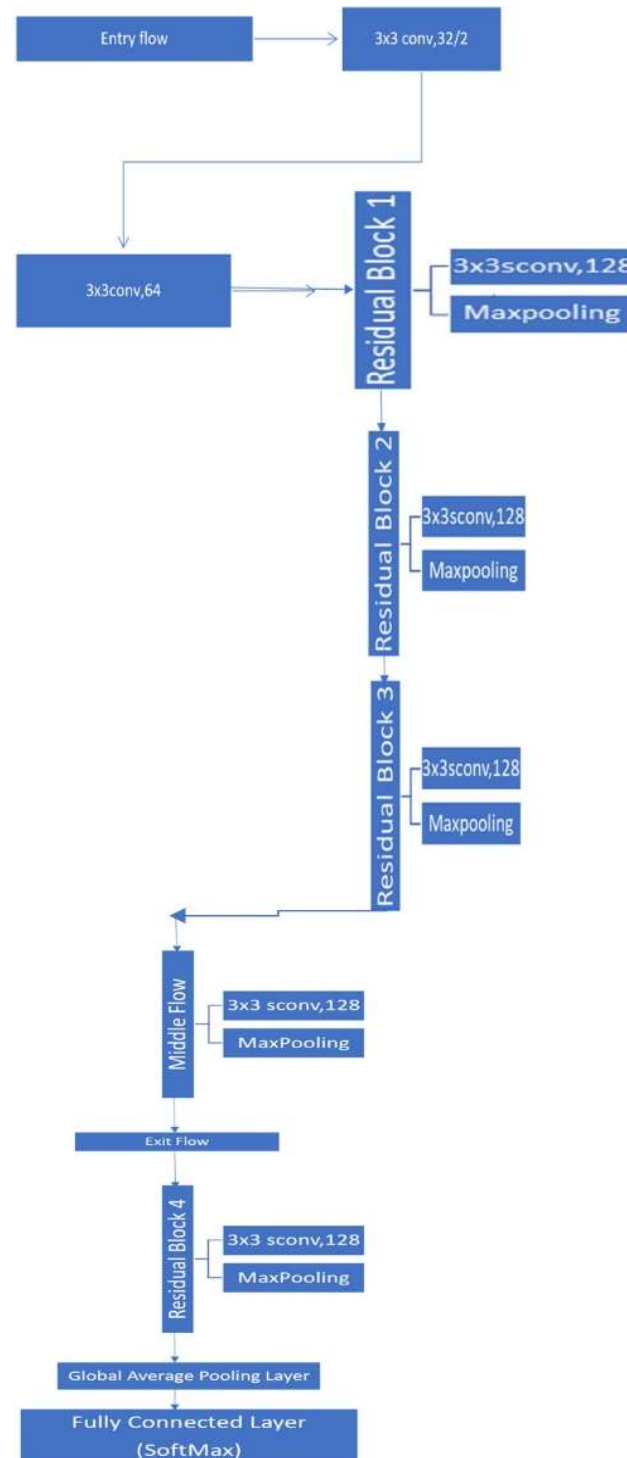 Entry flow
3x3 conv,32/2
3x3conv,64
Residual Block 1
3x3sconv,128
Maxpooling
Residual Block 2
3x3sconv,128
Maxpooling
Residual Block 3
3x3sconv,128
Maxpooling
Middle Flow
3x3 sconv,128
MaxPooling
Exit Flow
Residual Block 4
3x3 sconv,128
MaxPooling
Global Average Pooling Layer
Fully Connected Layer
(SoftMax)